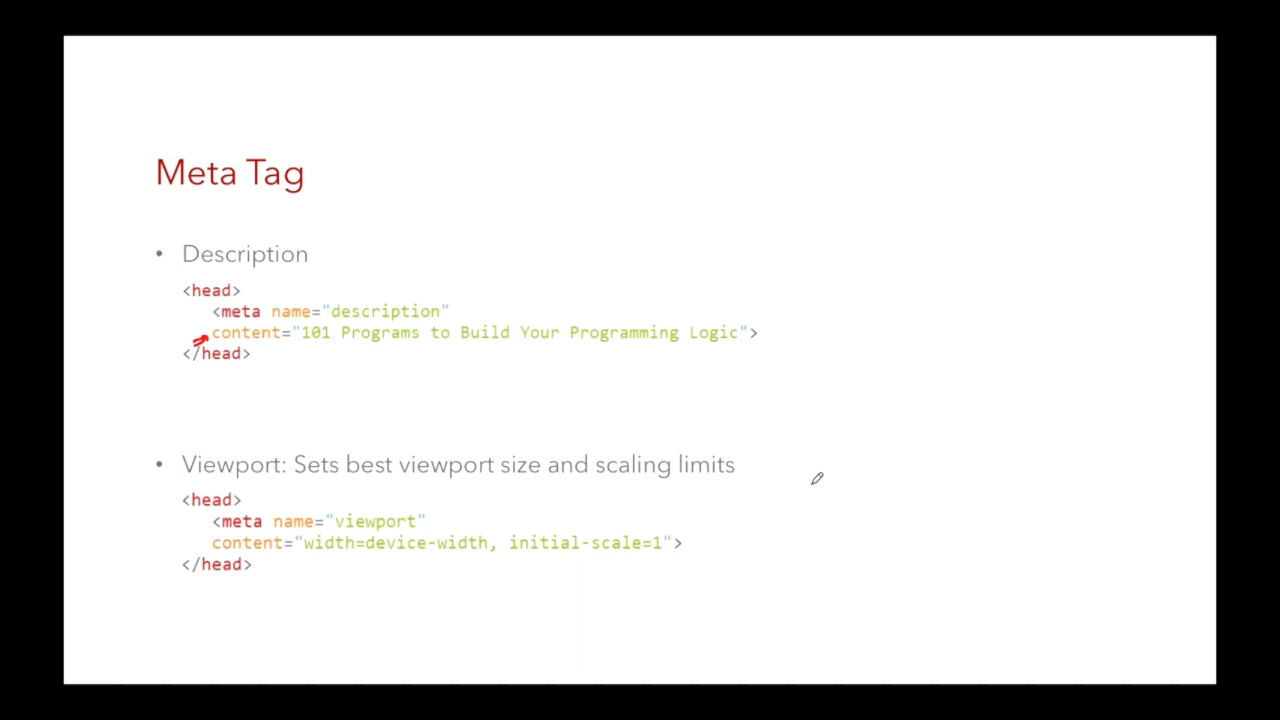 Meta Tag
• Description
<head>
<meta name="description"
content="101 Programs to Build Your Programming Logic">
</head>
• Viewport: Sets best viewport size and scaling limits
<head>
<meta name="viewport"
content="width=device-width, initial-scale=1">
</head>